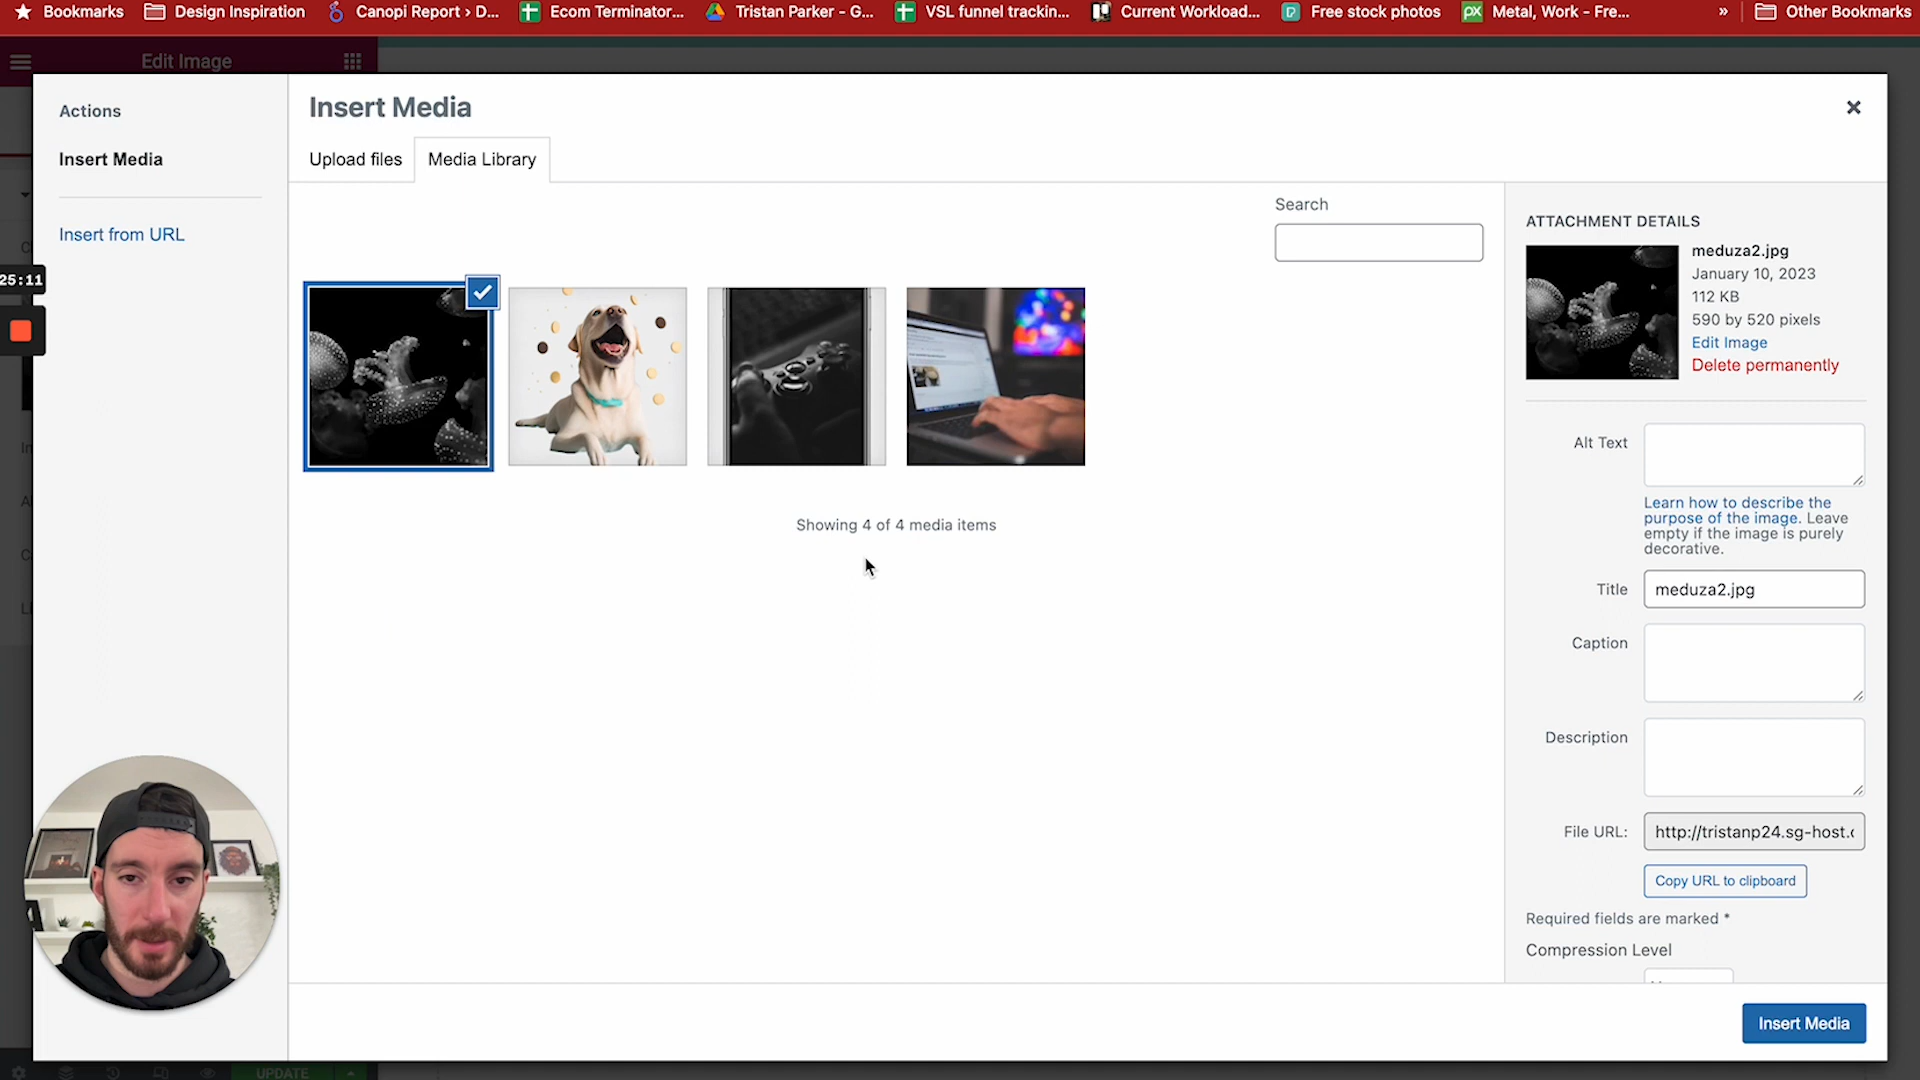 Bookmarks
Design Inspiration
Canopi Report › D...
Ecom Terminator...
Tristan Parker - G...
VSL funnel trackin...
Current Workload...
Free stock photos
px
Metal, Work - Fre...
»
Other Bookmarks
Edit Image
Actions
Insert Media
Insert from URL
25:11
Insert Media
Upload files
Media Library
Search
Showing 4 of 4 media items
ATTACHMENT DETAILS
meduza2.jpg
January 10, 2023
112 KB
590 by 520 pixels
Edit Image
Delete permanently
Alt Text
Learn how to describe the
purpose of the image. Leave
empty if the image is purely
decorative.
Title
meduza2.jpg
Caption
Description
File URL:
http://tristanp24.sg-host.c
Copy URL to clipboard
Required fields are marked *
Compression Level
Insert Media
UPDATE